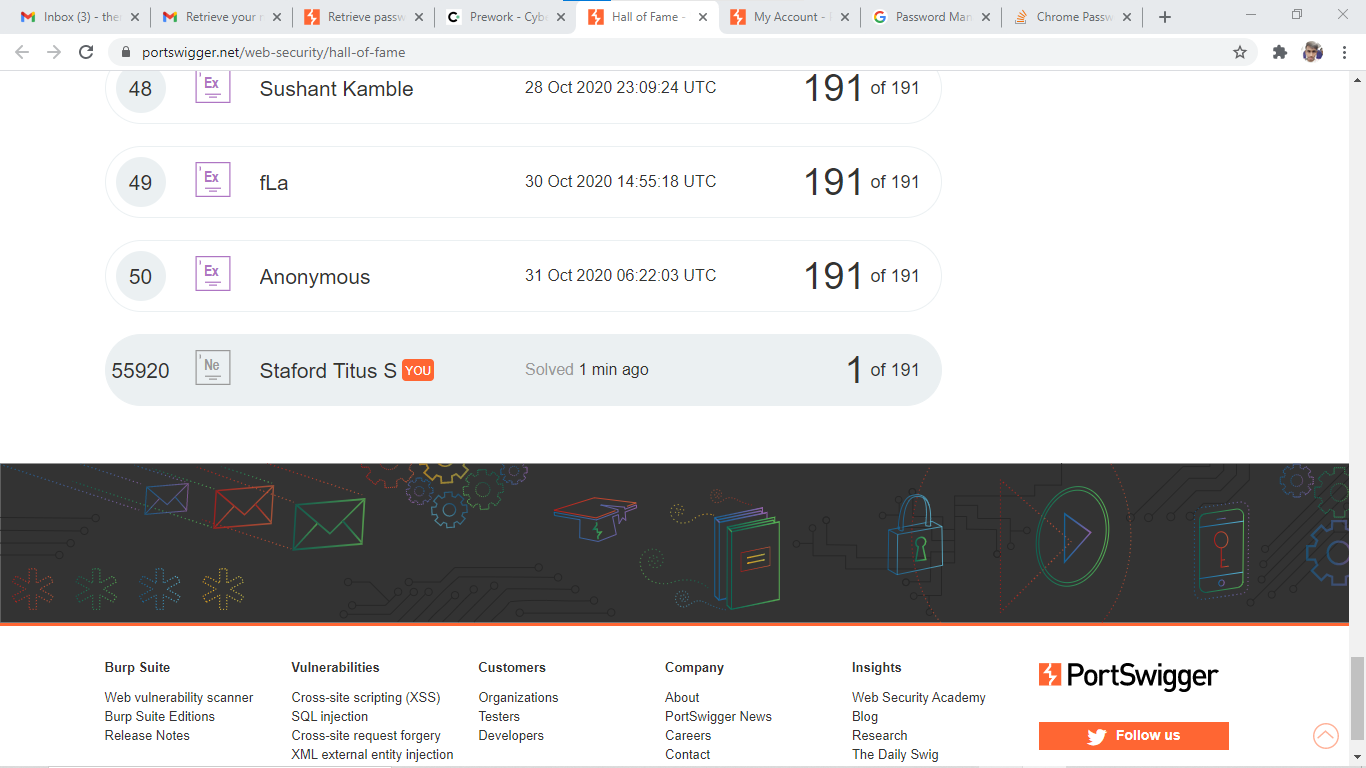 Inbox (3) - ther
Retrieve your r
Retrieve passw
Prework - Cybe
Hall of Fame -
My Account -
Password Man
Chrome Passw
portswigger.net/web-security/hall-of-fame
48 Ex Sushant Kamble 28 Oct 2020 23:09:24 UTC 191 of 191
49 Ex fLa 30 Oct 2020 14:55:18 UTC 191 of 191
50 Ex Anonymous 31 Oct 2020 06:22:03 UTC 191 of 191
55920 Ne Staford Titus S YOU Solved 1 min ago 1 of 191
Burp Suite
Web vulnerability scanner
Burp Suite Editions
Release Notes
Vulnerabilities
Cross-site scripting (XSS)
SQL injection
Cross-site request forgery
XML external entity injection
Customers
Organizations
Testers
Developers
Company
About
PortSwigger News
Careers
Contact
Insights
Web Security Academy
Blog
Research
The Daily Swig
PortSwigger
Follow us